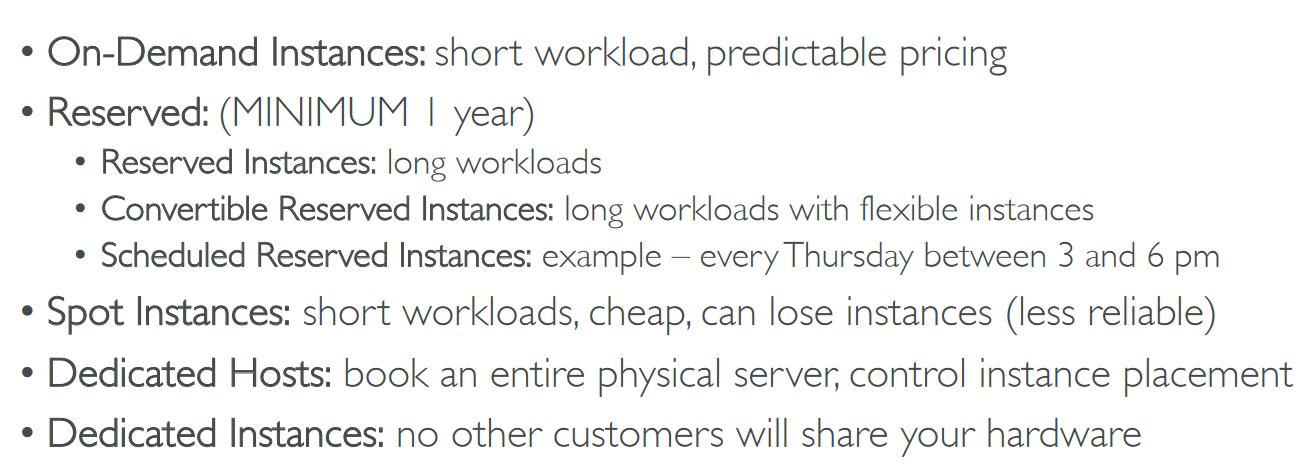 • On-Demand Instances: short workload, predictable pricing
• Reserved: (MINIMUM 1 year)
• Reserved Instances: long workloads
• Convertible Reserved Instances: long workloads with flexible instances
• Scheduled Reserved Instances: example – every Thursday between 3 and 6 pm
• Spot Instances: short workloads, cheap, can lose instances (less reliable)
• Dedicated Hosts: book an entire physical server, control instance placement
• Dedicated Instances: no other customers will share your hardware